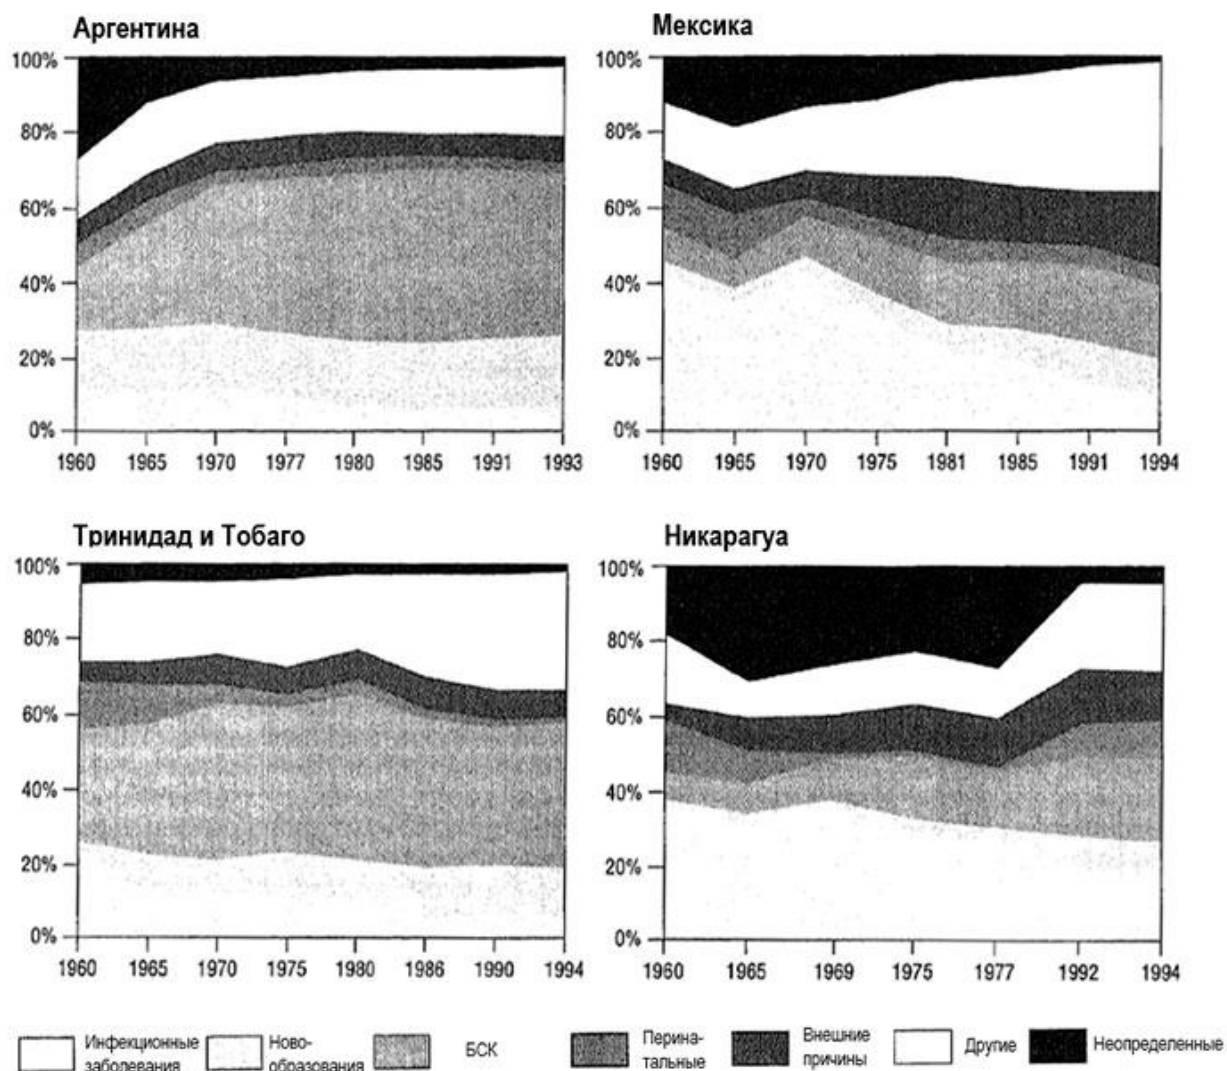 Аргентина
100%
80%
60%
40%
20%
0%
1960 1965 1970 1977 1980 1985 1991 1993
Мексика
100%
80%
60%
40%
20%
0%
1960 1965 1970 1975 1981 1985 1991 1994
Тринидад и Тобаго
100%
80%
60%
40%
20%
0%
1960 1965 1970 1975 1980 1986 1990 1994
Никарагуа
100%
80%
60%
40%
20%
0%
1960 1965 1969 1975 1977 1992 1994
Инфекционные
заболевания
Ново-
образования
БСК
Перина-
тальные
Внешние
причины
Другие
Неопределенные